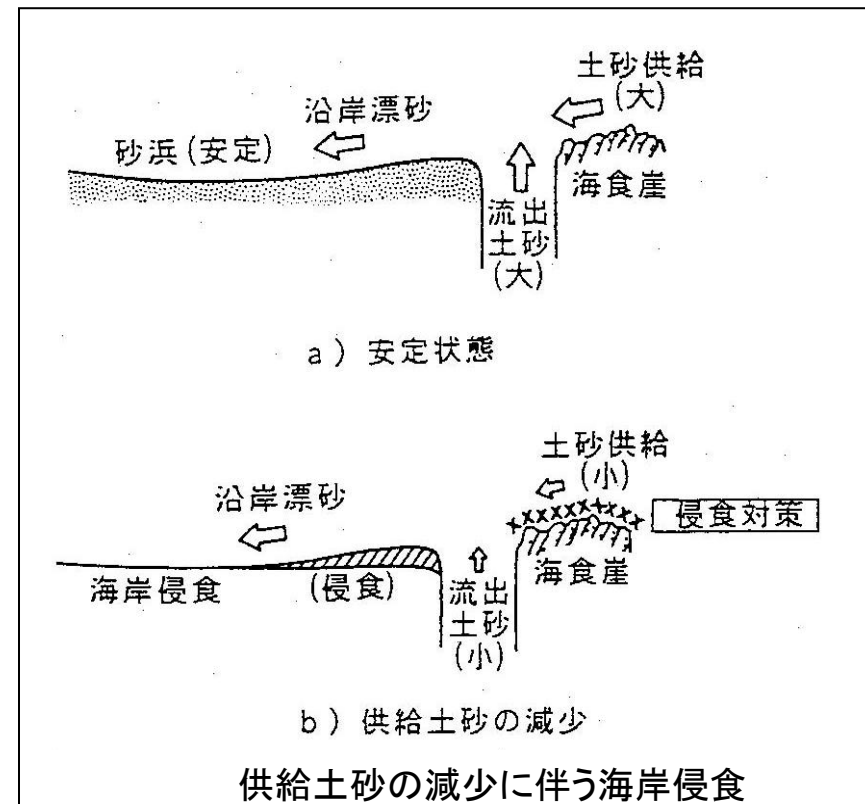 土砂供給
(大)
沿岸漂砂
砂浜(安定)
海食崖
流出
土砂
(大)
a) 安定状態
土砂供給
(小)
沿岸漂砂
侵食対策
海食崖
海岸侵食
(侵食)
流出
土砂
(小)
b) 供給土砂の減少
供給土砂の減少に伴う海岸侵食